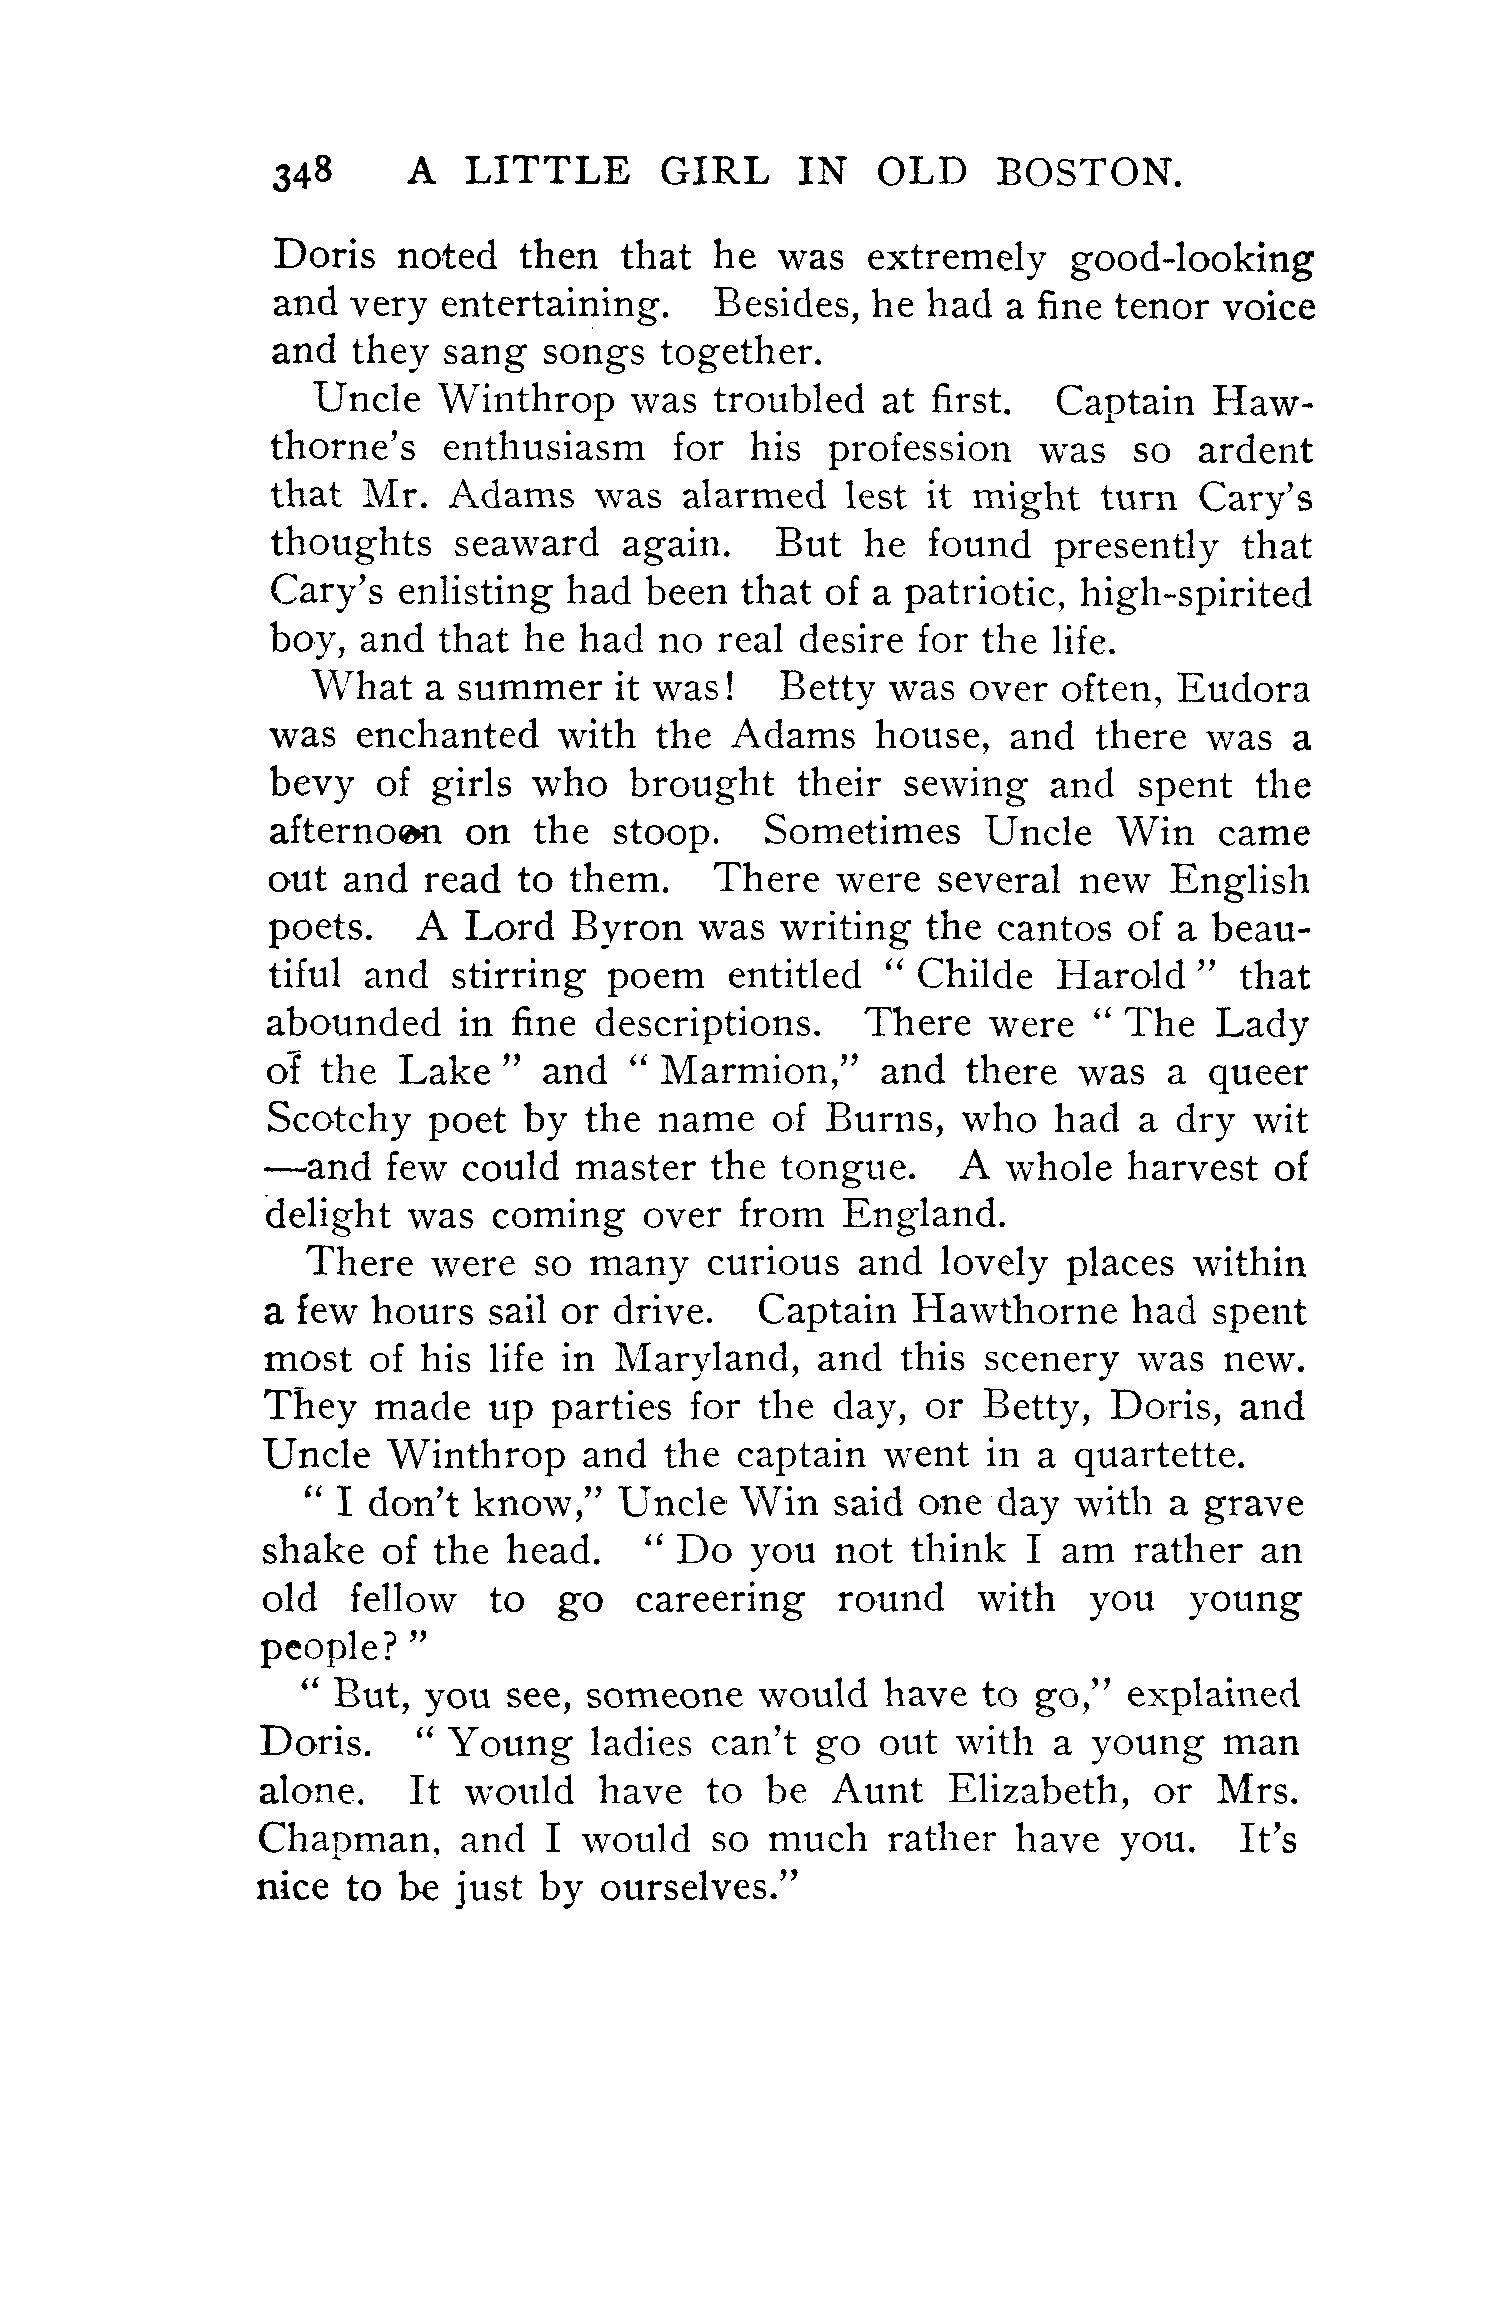 348 A LITTLE GIRL IN OLD BOSTON.
Doris noted then that he was extremely good-looking
and very entertaining. Besides, he had a fine tenor voice
and they sang songs together.
Uncle Winthrop was troubled at first. Captain Haw-
thorne's enthusiasm for his profession was so ardent
that Mr. Adams was alarmed lest it might turn Cary's
thoughts seaward again. But he found presently that
Cary's enlisting had been that of a patriotic, high-spirited
boy, and that he had no real desire for the life.
What a summer it was! Betty was over often, Eudora
was enchanted with the Adams house, and there was a
bevy of girls who brought their sewing and spent the
afternoon on the stoop. Sometimes Uncle Win came
out and read to them. There were several new English
poets. A Lord Byron was writing the cantos of a beau-
tiful and stirring poem entitled " Childe Harold " that
abounded in fine descriptions. There were " The Lady
of the Lake " and " Marmion," and there was a queer
Scotchy poet by the name of Burns, who had a dry wit
—and few could master the tongue. A whole harvest of
delight was coming over from England.
There were so many curious and lovely places within
a few hours sail or drive. Captain Hawthorne had spent
most of his life in Maryland, and this scenery was new.
They made up parties for the day, or Betty, Doris, and
Uncle Winthrop and the captain went in a quartette.
" I don't know," Uncle Win said one day with a grave
shake of the head. " Do you not think I am rather an
old fellow to go careering round with you young
people? "
" But, you see, someone would have to go," explained
Doris. " Young ladies can't go out with a young man
alone. It would have to be Aunt Elizabeth, or Mrs.
Chapman, and I would so much rather have you. It's
nice to be just by ourselves."